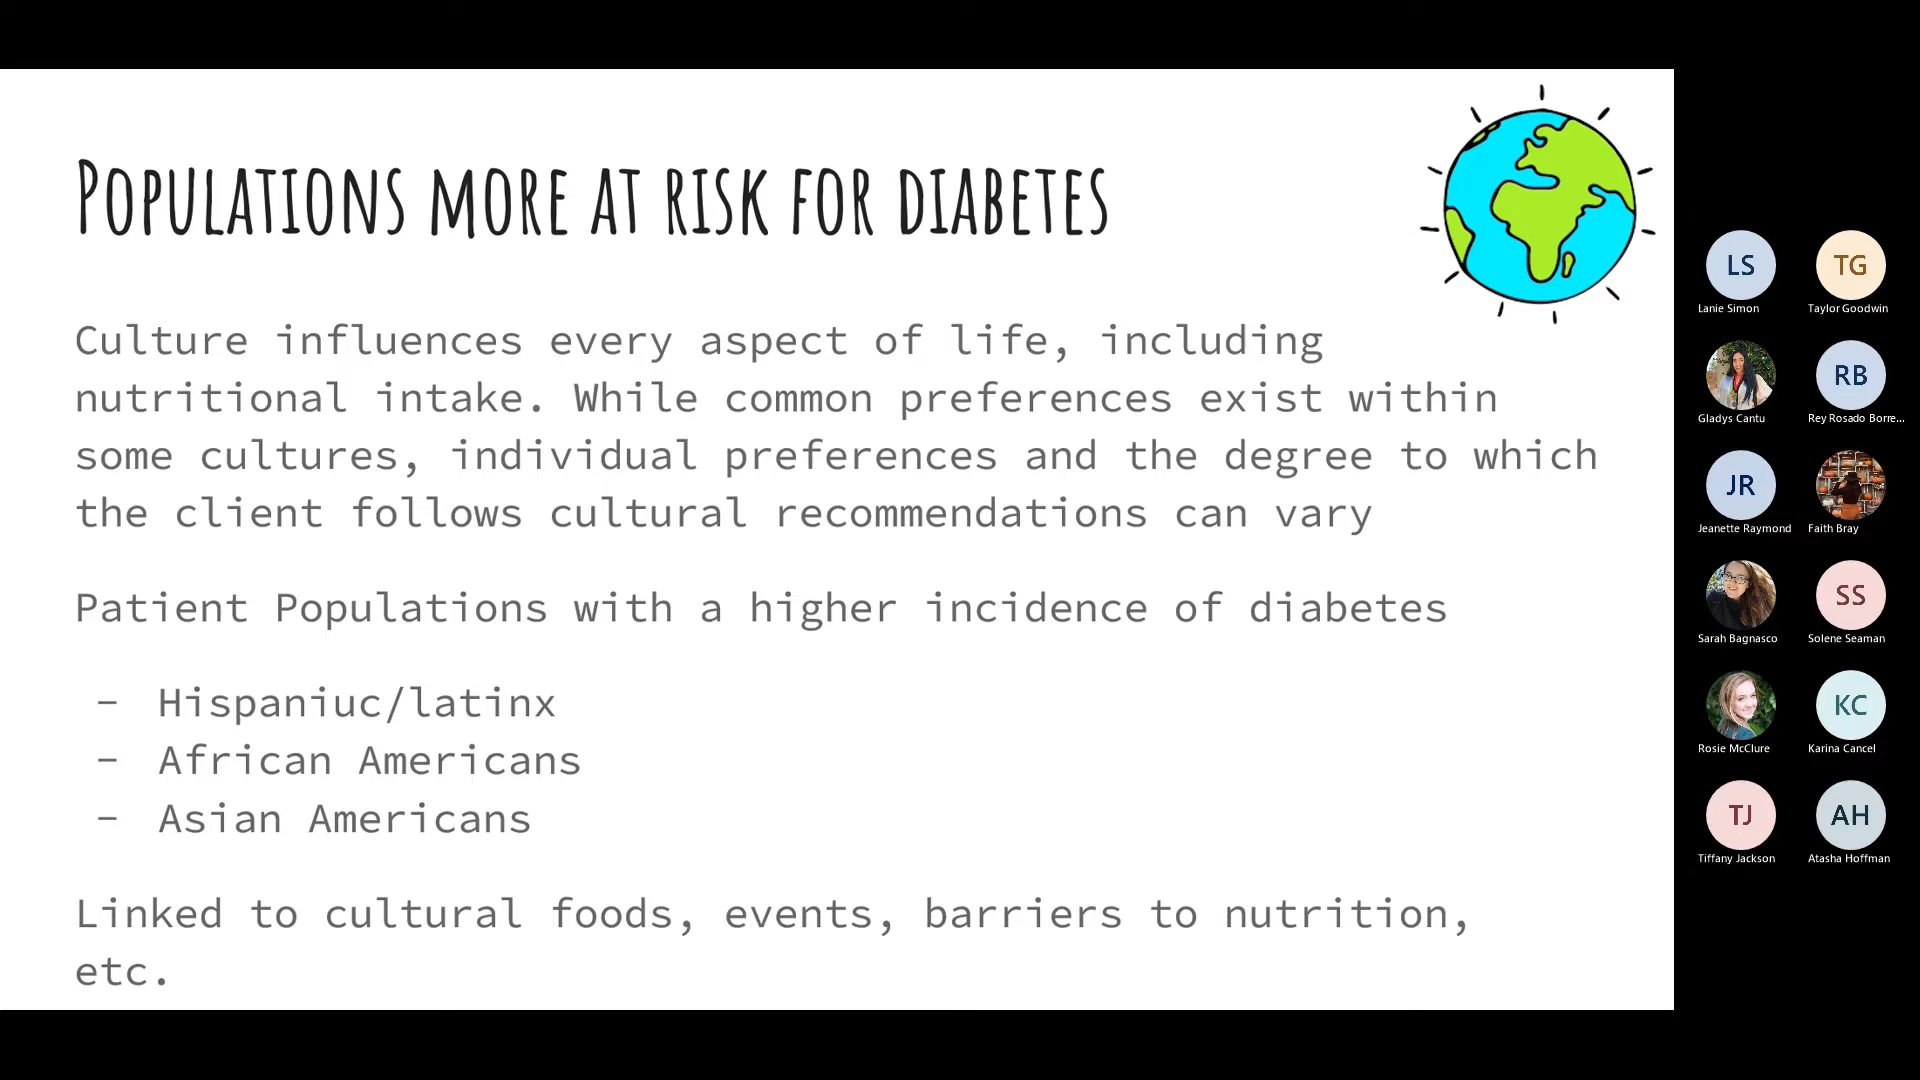 Populations more at risk for diabetes
Culture influences every aspect of life, including
nutritional intake. While common preferences exist within
some cultures, individual preferences and the degree to which
the client follows cultural recommendations can vary
Patient Populations with a higher incidence of diabetes
- Hispaniuc/latinx
- African Americans
- Asian Americans
Linked to cultural foods, events, barriers to nutrition,
etc.
LS TG
Lanie Simon Taylor Goodwin
RB
Gladys Cantu Rey Rosado Borre...
JR
Jeanette Raymond Faith Bray
SS
Sarah Bagnasco Solene Seaman
KC
Rosie McClure Karina Cancel
TJ AH
Tiffany Jackson Atasha Hoffman